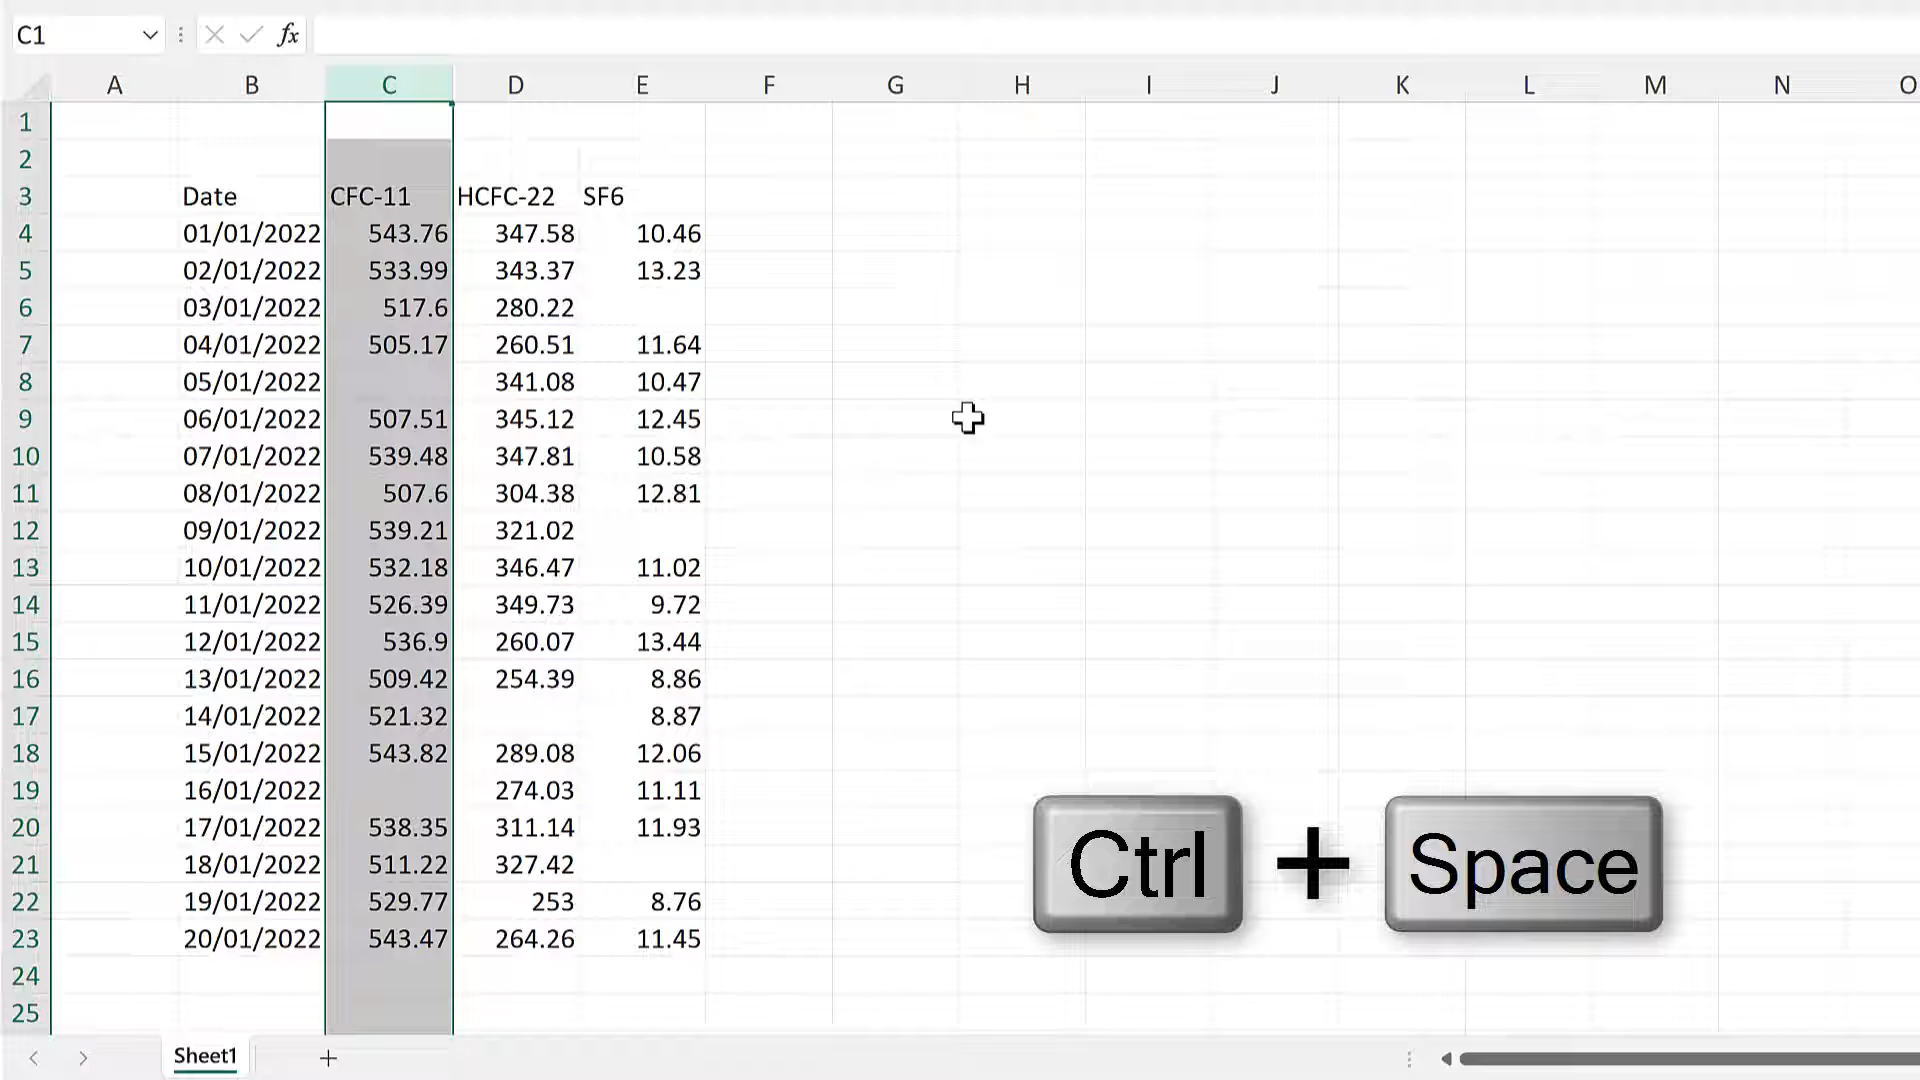 C1 fx
A B C D E F G H I J K L M N O
1
2
3 Date CFC-11 HCFC-22 SF6
4 01/01/2022 543.76 347.58 10.46
5 02/01/2022 533.99 343.37 13.23
6 03/01/2022 517.6 280.22
7 04/01/2022 505.17 260.51 11.64
8 05/01/2022 341.08 10.47
9 06/01/2022 507.51 345.12 12.45
10 07/01/2022 539.48 347.81 10.58
11 08/01/2022 507.6 304.38 12.81
12 09/01/2022 539.21 321.02
13 10/01/2022 532.18 346.47 11.02
14 11/01/2022 526.39 349.73 9.72
15 12/01/2022 536.9 260.07 13.44
16 13/01/2022 509.42 254.39 8.86
17 14/01/2022 521.32 8.87
18 15/01/2022 543.82 289.08 12.06
19 16/01/2022 274.03 11.11
20 17/01/2022 538.35 311.14 11.93
21 18/01/2022 511.22 327.42
22 19/01/2022 529.77 253 8.76
23 20/01/2022 543.47 264.26 11.45
24
25
Ctrl + Space
Sheet1